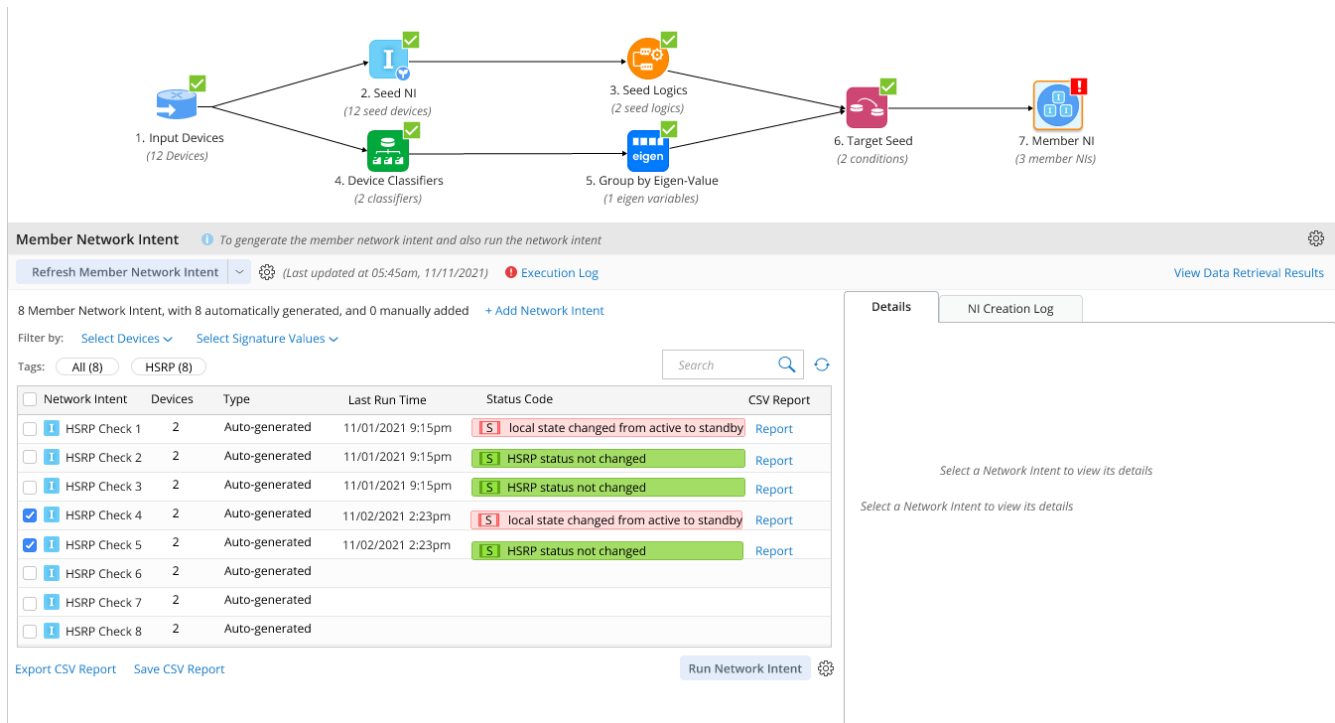 I
2. Seed NI
(12 seed devices)
3. Seed Logics
(2 seed logics)
1. Input Devices
(12 Devices)
!
6. Target Seed
(2 conditions)
7. Member NI
(3 member NIs)
4. Device Classifiers
(2 classifiers)
eigen
5. Group by Eigen-Value
(1 eigen variables)
Member Network Intent i To gengerate the member network intent and also run the network intent
Refresh Member Network Intent (Last updated at 05:45am, 11/11/2021) ! Execution Log View Data Retrieval Results
8 Member Network Intent, with 8 automatically generated, and 0 manually added + Add Network Intent
Filter by: Select Devices Select Signature Values
Tags: All (8) HSRP (8) Search
Network Intent Devices Type Last Run Time Status Code CSV Report
I HSRP Check 1 2 Auto-generated 11/01/2021 9:15pm S local state changed from active to standby Report
I HSRP Check 2 2 Auto-generated 11/01/2021 9:15pm S HSRP status not changed Report
I HSRP Check 3 2 Auto-generated 11/01/2021 9:15pm S HSRP status not changed Report
I HSRP Check 4 2 Auto-generated 11/02/2021 2:23pm S local state changed from active to standby Report
I HSRP Check 5 2 Auto-generated 11/02/2021 2:23pm S HSRP status not changed Report
I HSRP Check 6 2 Auto-generated
I HSRP Check 7 2 Auto-generated
I HSRP Check 8 2 Auto-generated
Export CSV Report Save CSV Report Run Network Intent
Details NI Creation Log
Select a Network Intent to view its details
Select a Network Intent to view its details